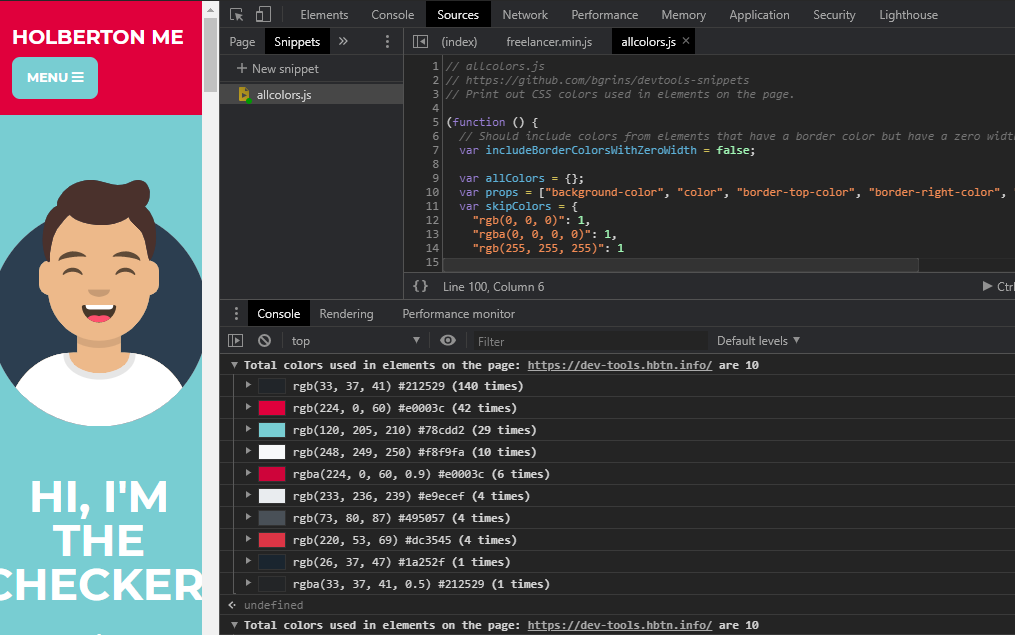 HOLBERTON ME
MENU
HI, I'M
THE
CHECKER
Elements Console Sources Network Performance Memory Application Security Lighthouse
Page Snippets » (index) freelancer.min.js allcolors.js ×
+ New snippet
allcolors.js
1 // allcolors.js
2 // https://github.com/bgrins/devtools-snippets
3 // Print out CSS colors used in elements on the page.
4
5 (function () {
6 // Should include colors from elements that have a border color but have a zero width
7 var includeBorderColorsWithZeroWidth = false;
8
9 var allColors = {};
10 var props = ["background-color", "color", "border-top-color", "border-right-color",
11 var skipColors = {
12 "rgb(0, 0, 0)": 1,
13 "rgba(0, 0, 0, 0)": 1,
14 "rgb(255, 255, 255)": 1
15
{} Line 100, Column 6 Ctrl
Console Rendering Performance monitor
top Filter Default levels
Total colors used in elements on the page: https://dev-tools.hbtn.info/ are 10
rgb(33, 37, 41) #212529 (140 times)
rgb(224, 0, 60) #e0003c (42 times)
rgb(120, 205, 210) #78cdd2 (29 times)
rgb(248, 249, 250) #f8f9fa (10 times)
rgba(224, 0, 60, 0.9) #e0003c (6 times)
rgb(233, 236, 239) #e9ecef (4 times)
rgb(73, 80, 87) #495057 (4 times)
rgb(220, 53, 69) #dc3545 (4 times)
rgb(26, 37, 47) #1a252f (1 times)
rgba(33, 37, 41, 0.5) #212529 (1 times)
undefined
Total colors used in elements on the page: https://dev-tools.hbtn.info/ are 10